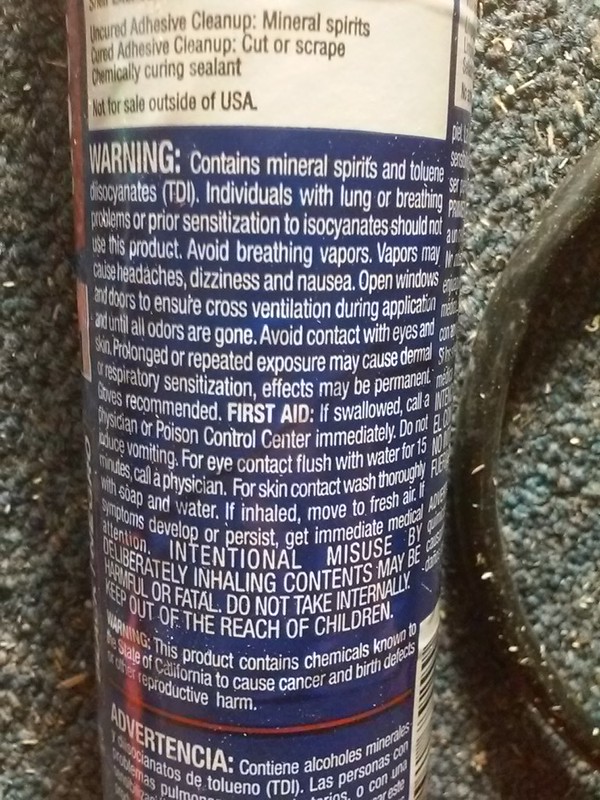 Uncured Adhesive Cleanup: Mineral spirits
Cured Adhesive Cleanup: Cut or scrape
Chemically curing sealant
Not for sale outside of USA.
WARNING: Contains mineral spirits and toluene
diisocyanates (TDI). Individuals with lung or breathing
problems or prior sensitization to isocyanates should not
use this product. Avoid breathing vapors. Vapors may
cause headaches, dizziness and nausea. Open windows
and doors to ensure cross ventilation during application
and until all odors are gone. Avoid contact with eyes and
skin. Prolonged or repeated exposure may cause dermal
or respiratory sensitization, effects may be permanent.
Gloves recommended. FIRST AID: If swallowed, call a
physician or Poison Control Center immediately. Do not
induce vomiting. For eye contact flush with water for 15
minutes, call a physician. For skin contact wash thoroughly
with soap and water. If inhaled, move to fresh air. If
symptoms develop or persist, get immediate medical
attention. INTENTIONAL MISUSE BY
DELIBERATELY INHALING CONTENTS MAY BE
HARMFUL OR FATAL. DO NOT TAKE INTERNALLY.
KEEP OUT OF THE REACH OF CHILDREN.
WARNING: This product contains chemicals known to
the State of California to cause cancer and birth defects
or other reproductive harm.
ADVERTENCIA: Contiene alcoholes minerales
y diisocianatos de tolueno (TDI). Las personas con
problemas o con una